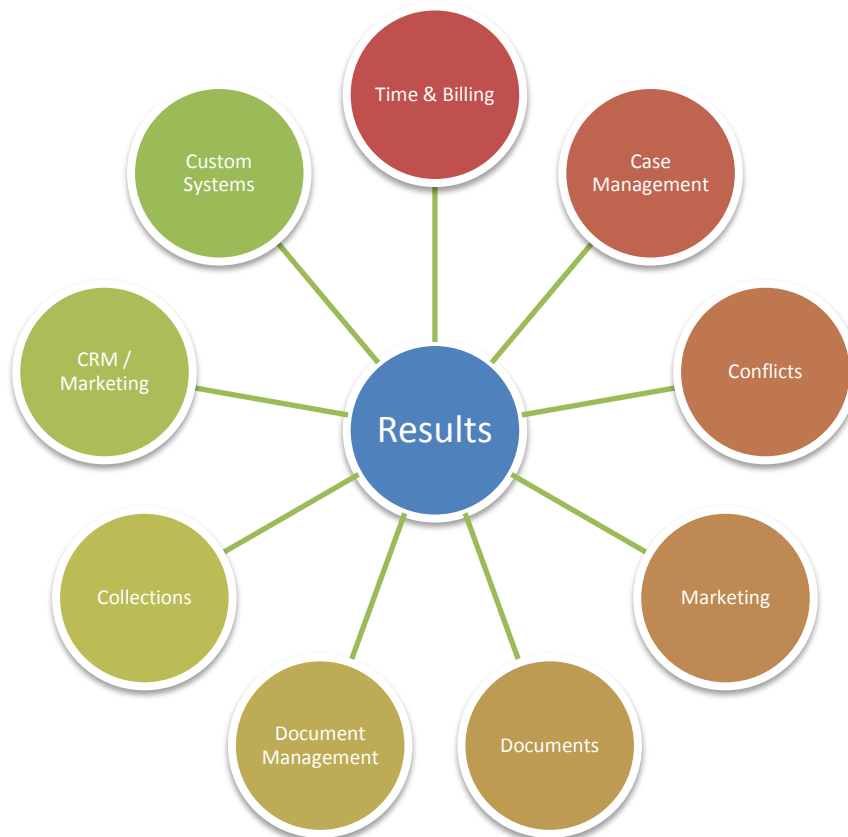 Time & Billing
Case
Management
Conflicts
Marketing
Documents
Document
Management
Collections
CRM /
Marketing
Custom
Systems
Results